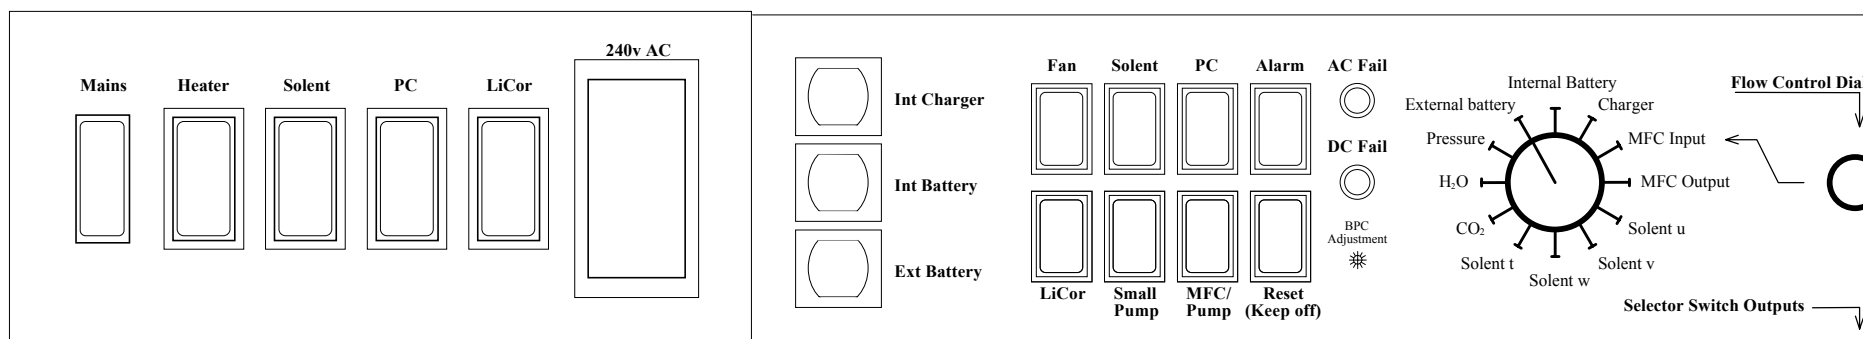 240v AC
Mains
Heater
Solent
PC
LiCor
Int Charger
Int Battery
Ext Battery
Fan
Solent
PC
Alarm
LiCor
Small
Pump
MFC/
Pump
Reset
(Keep off)
AC Fail
DC Fail
BPC
Adjustment
Internal Battery
External battery
Charger
Pressure
MFC Input
H₂O
MFC Output
CO₂
Solent u
Solent t
Solent v
Solent w
Flow Control Dial
Selector Switch Outputs